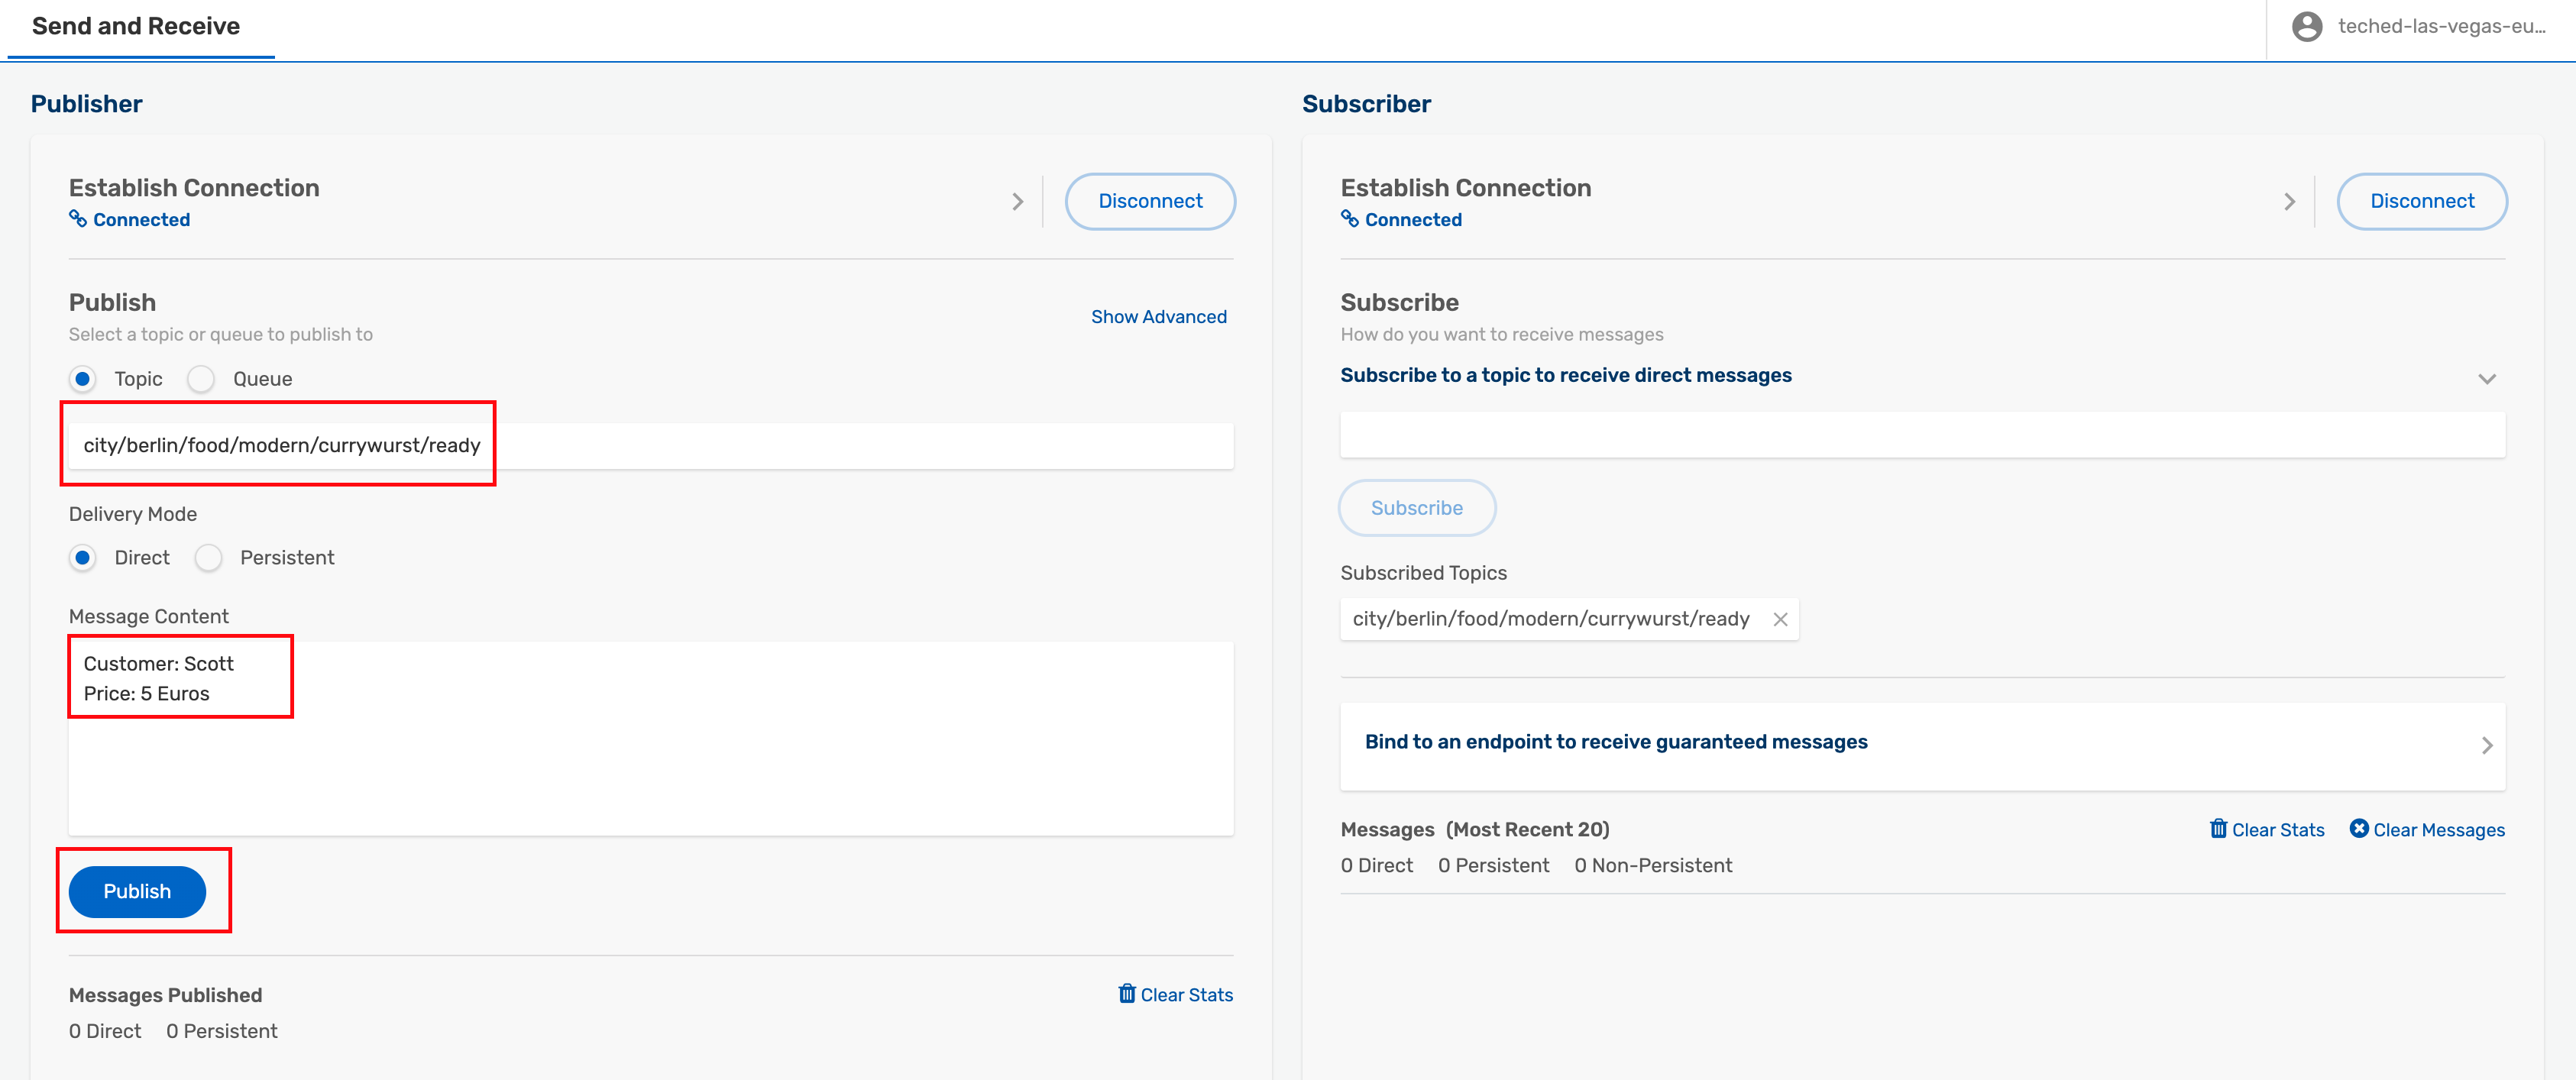 Send and Receive
teched-las-vegas-eu...
Publisher
Establish Connection
Connected
Disconnect
Publish
Select a topic or queue to publish to
Show Advanced
Topic Queue
city/berlin/food/modern/currywurst/ready
Delivery Mode
Direct Persistent
Message Content
Customer: Scott
Price: 5 Euros
Publish
Messages Published
Clear Stats
0 Direct 0 Persistent
Subscriber
Establish Connection
Connected
Disconnect
Subscribe
How do you want to receive messages
Subscribe to a topic to receive direct messages
Subscribe
Subscribed Topics
city/berlin/food/modern/currywurst/ready
Bind to an endpoint to receive guaranteed messages
Messages (Most Recent 20)
Clear Stats Clear Messages
0 Direct 0 Persistent 0 Non-Persistent